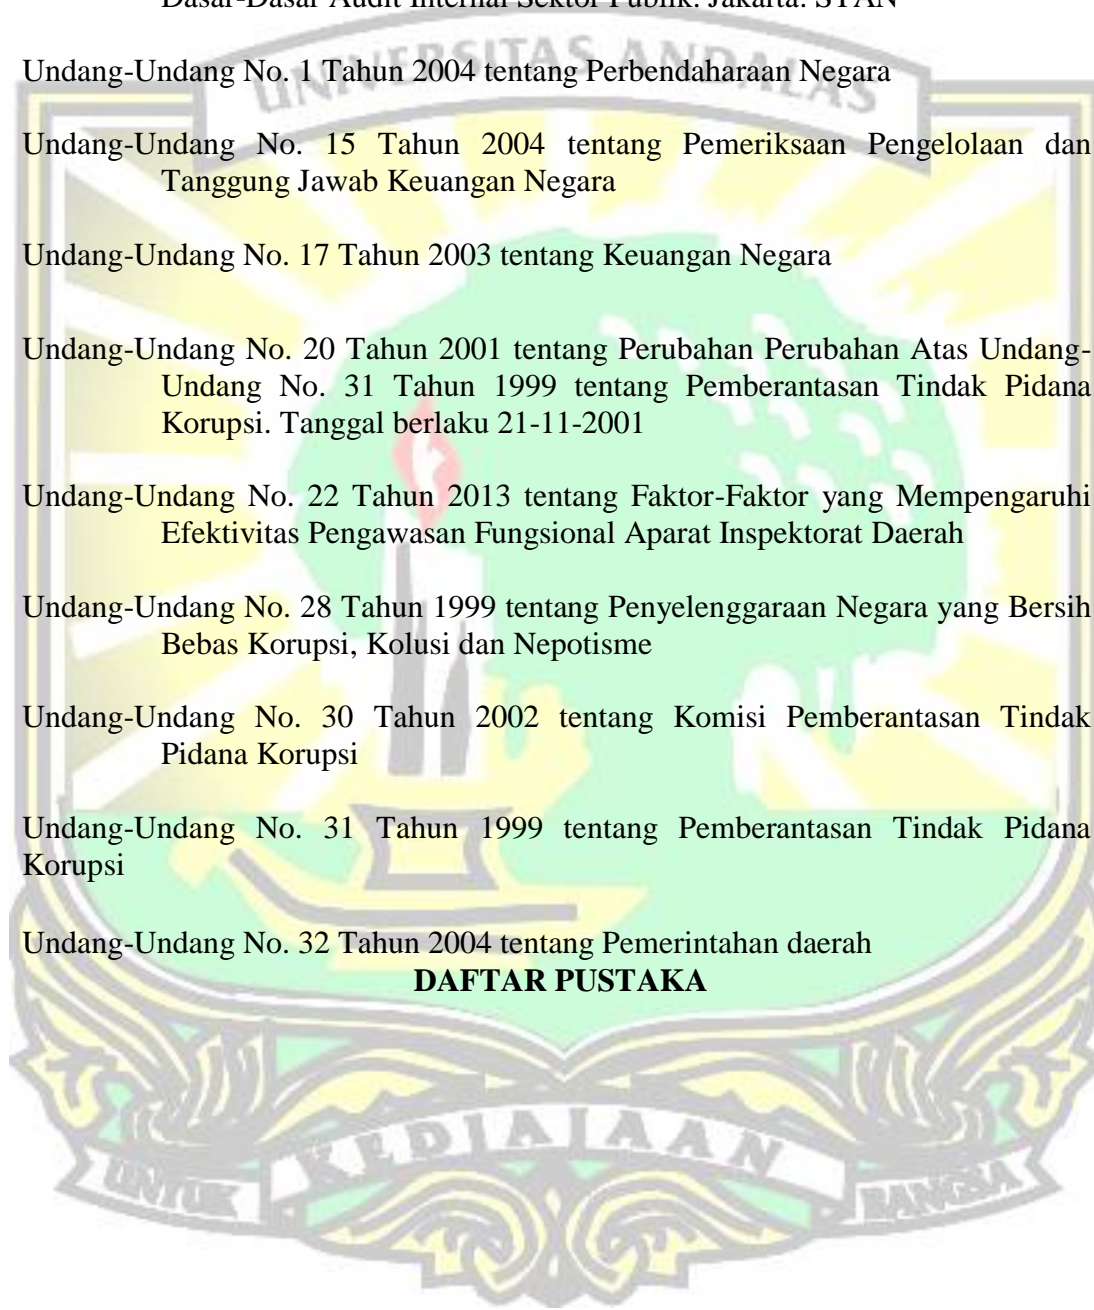 Dasar-Dasar Audit Internal Sektor Publik. Jakarta: STAN
UNIVERSITAS ANDALAS
Undang-Undang No. 1 Tahun 2004 tentang Perbendaharaan Negara
Undang-Undang No. 15 Tahun 2004 tentang Pemeriksaan Pengelolaan dan
Tanggung Jawab Keuangan Negara
Undang-Undang No. 17 Tahun 2003 tentang Keuangan Negara
Undang-Undang No. 20 Tahun 2001 tentang Perubahan Perubahan Atas Undang-
Undang No. 31 Tahun 1999 tentang Pemberantasan Tindak Pidana
Korupsi. Tanggal berlaku 21-11-2001
Undang-Undang No. 22 Tahun 2013 tentang Faktor-Faktor yang Mempengaruhi
Efektivitas Pengawasan Fungsional Aparat Inspektorat Daerah
Undang-Undang No. 28 Tahun 1999 tentang Penyelenggaraan Negara yang Bersih
Bebas Korupsi, Kolusi dan Nepotisme
Undang-Undang No. 30 Tahun 2002 tentang Komisi Pemberantasan Tindak
Pidana Korupsi
Undang-Undang No. 31 Tahun 1999 tentang Pemberantasan Tindak Pidana
Korupsi
Undang-Undang No. 32 Tahun 2004 tentang Pemerintahan daerah
DAFTAR PUSTAKA
UNTUK KEDJAJAAN BANGSA